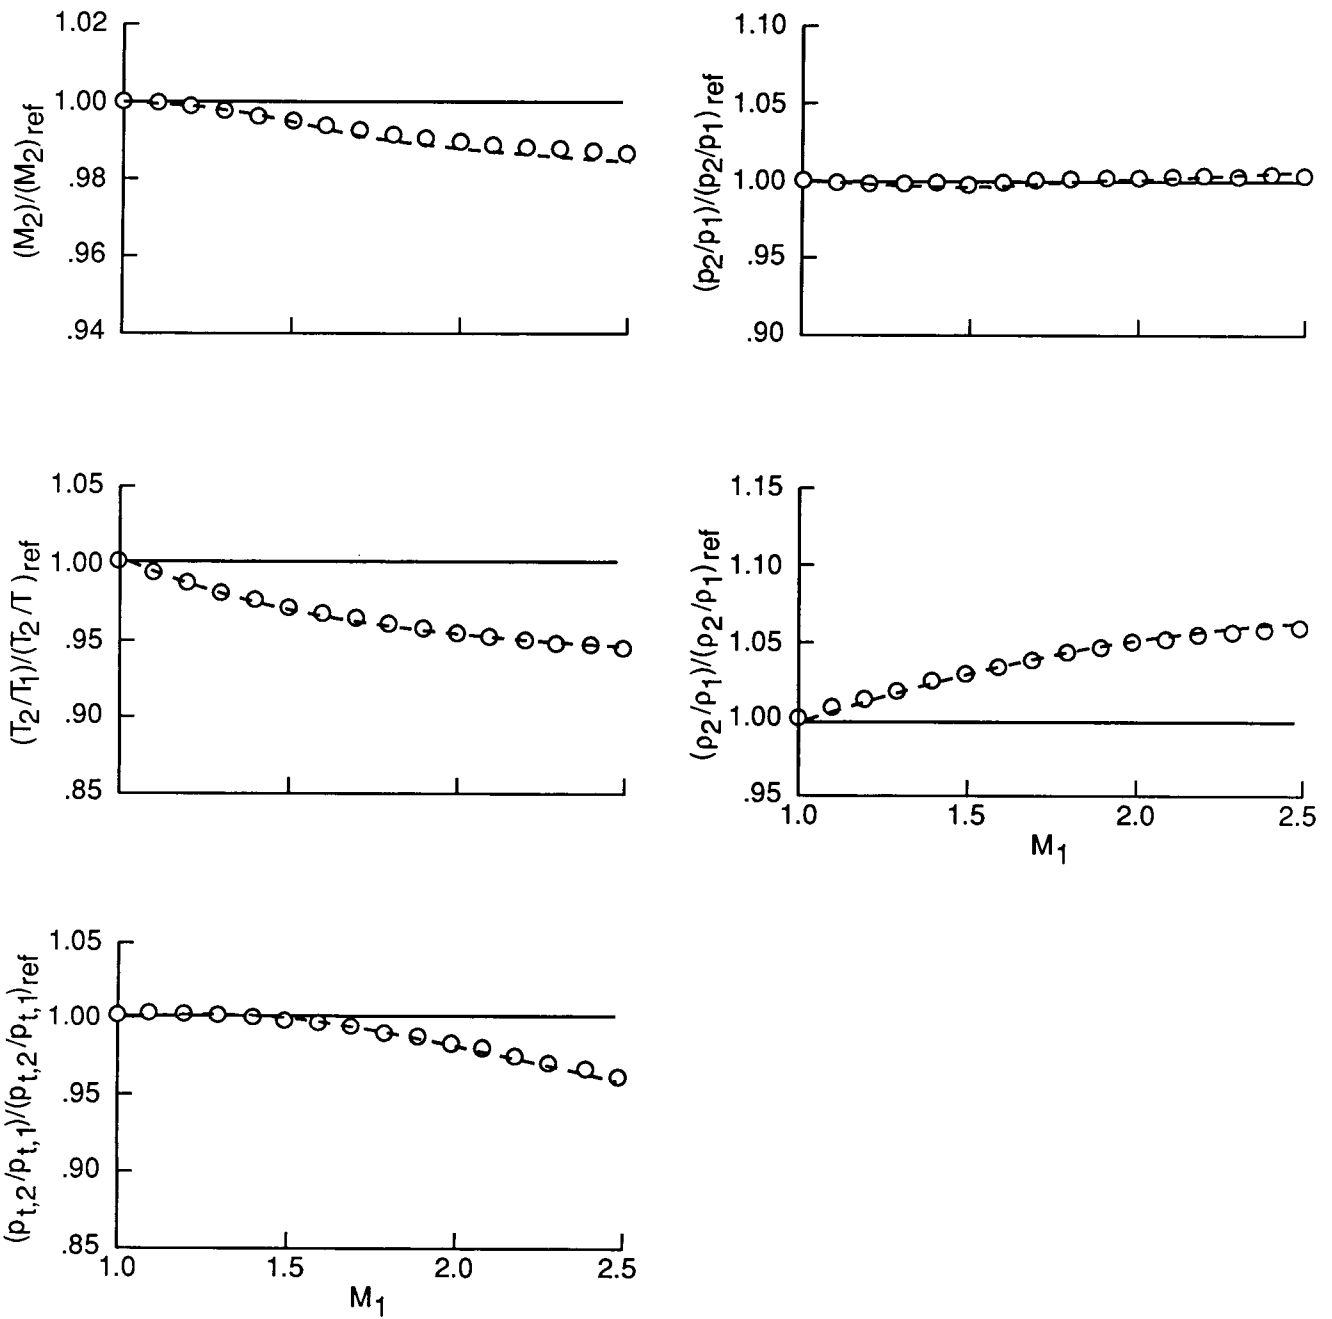 1.02
1.00
.98
.96
.94
(M2)/(M2)ref
1.10
1.05
1.00
.95
.90
(p2/p1)/(p2/p1)ref
1.05
1.00
.95
.90
.85
(T2/T1)/(T2/T )ref
1.15
1.10
1.05
1.00
.95
(ρ2/ρ1)/(ρ2/ρ1)ref
1.0 1.5 2.0 2.5
M1
1.05
1.00
.95
.90
.85
(pt,2/pt,1)/(pt,2/pt,1)ref
1.0 1.5 2.0 2.5
M1